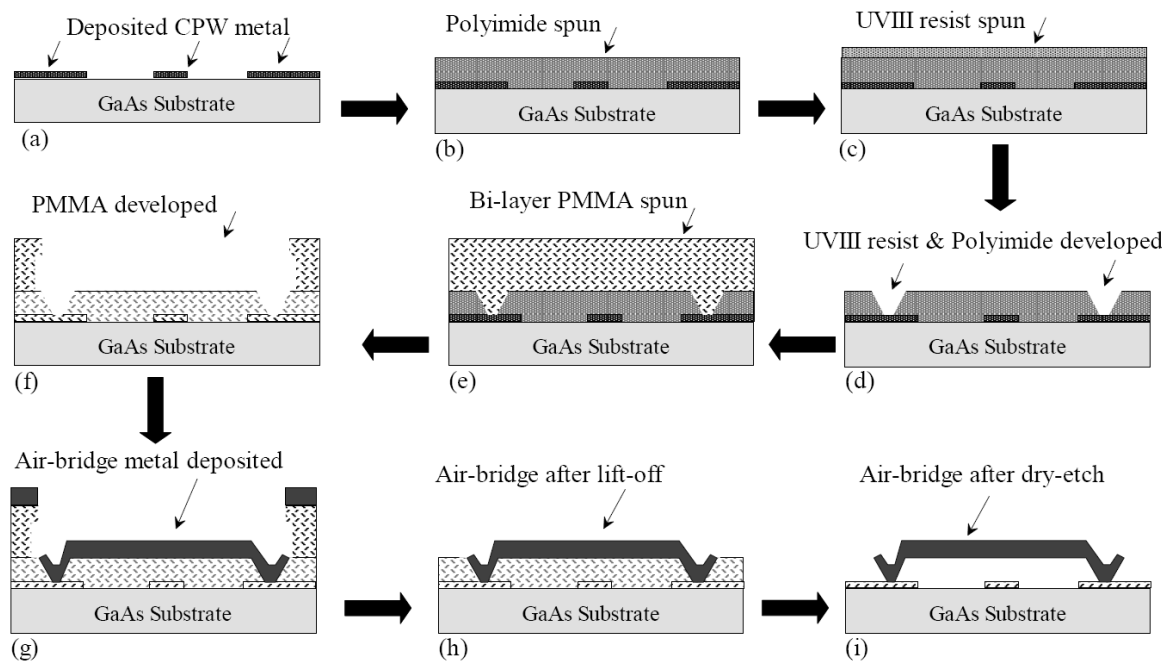 Deposited CPW metal
GaAs Substrate
(a)
Polyimide spun
GaAs Substrate
(b)
UVIII resist spun
GaAs Substrate
(c)
UVIII resist & Polyimide developed
GaAs Substrate
(d)
Bi-layer PMMA spun
GaAs Substrate
(e)
PMMA developed
GaAs Substrate
(f)
Air-bridge metal deposited
GaAs Substrate
(g)
Air-bridge after lift-off
GaAs Substrate
(h)
Air-bridge after dry-etch
GaAs Substrate
(i)